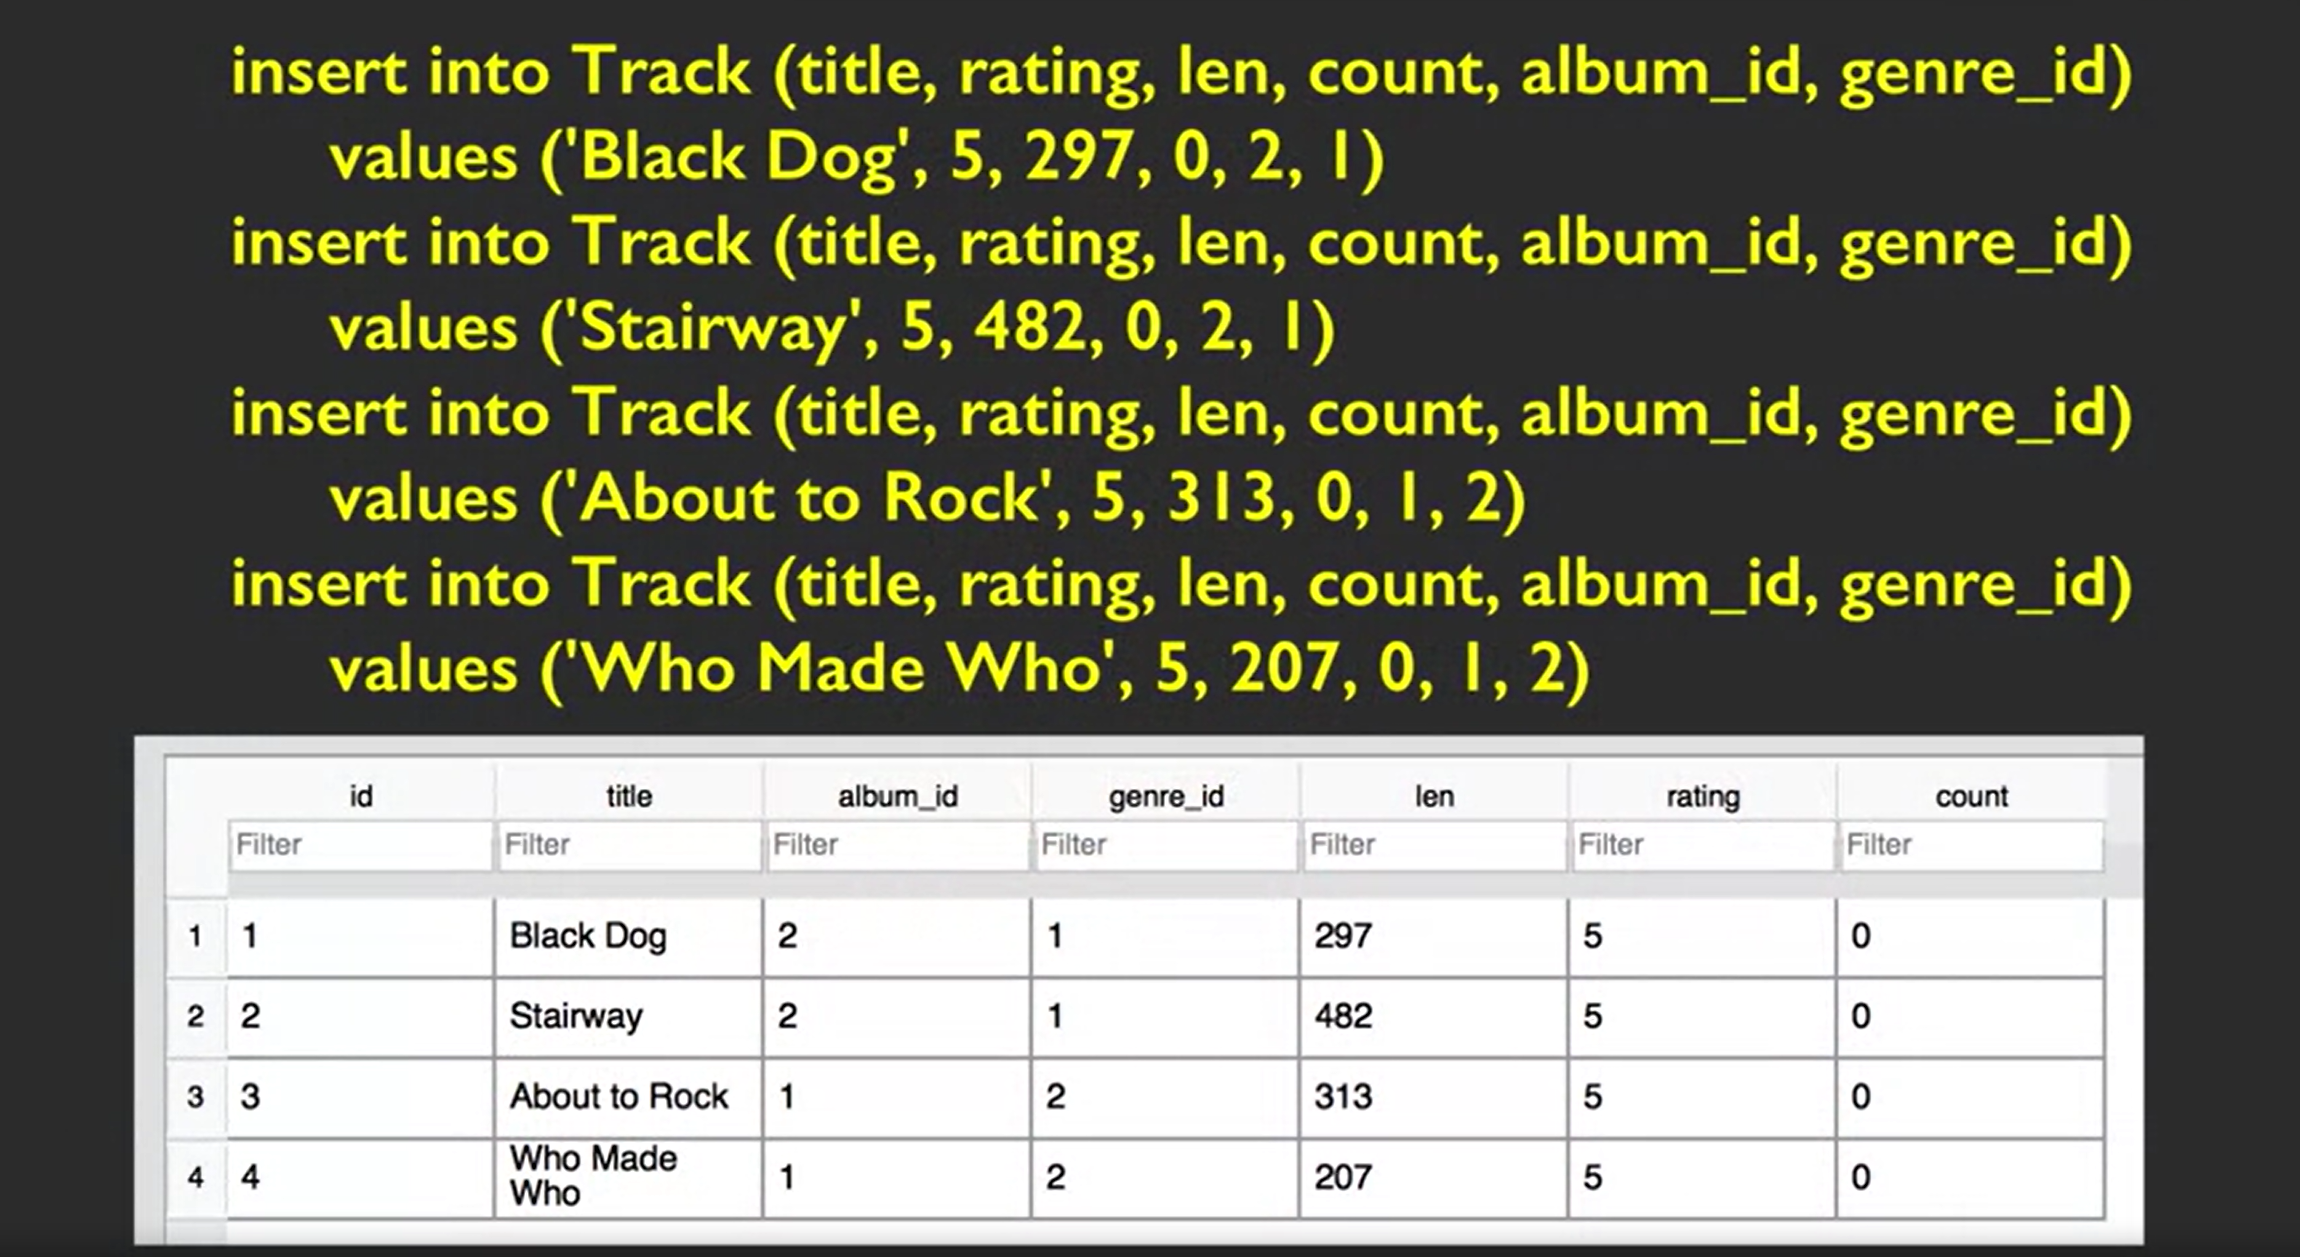 insert into Track (title, rating, len, count, album_id, genre_id)
values ('Black Dog', 5, 297, 0, 2, 1)
insert into Track (title, rating, len, count, album_id, genre_id)
values ('Stairway', 5, 482, 0, 2, 1)
insert into Track (title, rating, len, count, album_id, genre_id)
values ('About to Rock', 5, 313, 0, 1, 2)
insert into Track (title, rating, len, count, album_id, genre_id)
values ('Who Made Who', 5, 207, 0, 1, 2)
id title album_id genre_id len rating count
Filter Filter Filter Filter Filter Filter Filter
1 1 Black Dog 2 1 297 5 0
2 2 Stairway 2 1 482 5 0
3 3 About to Rock 1 2 313 5 0
4 4 Who Made Who 1 2 207 5 0